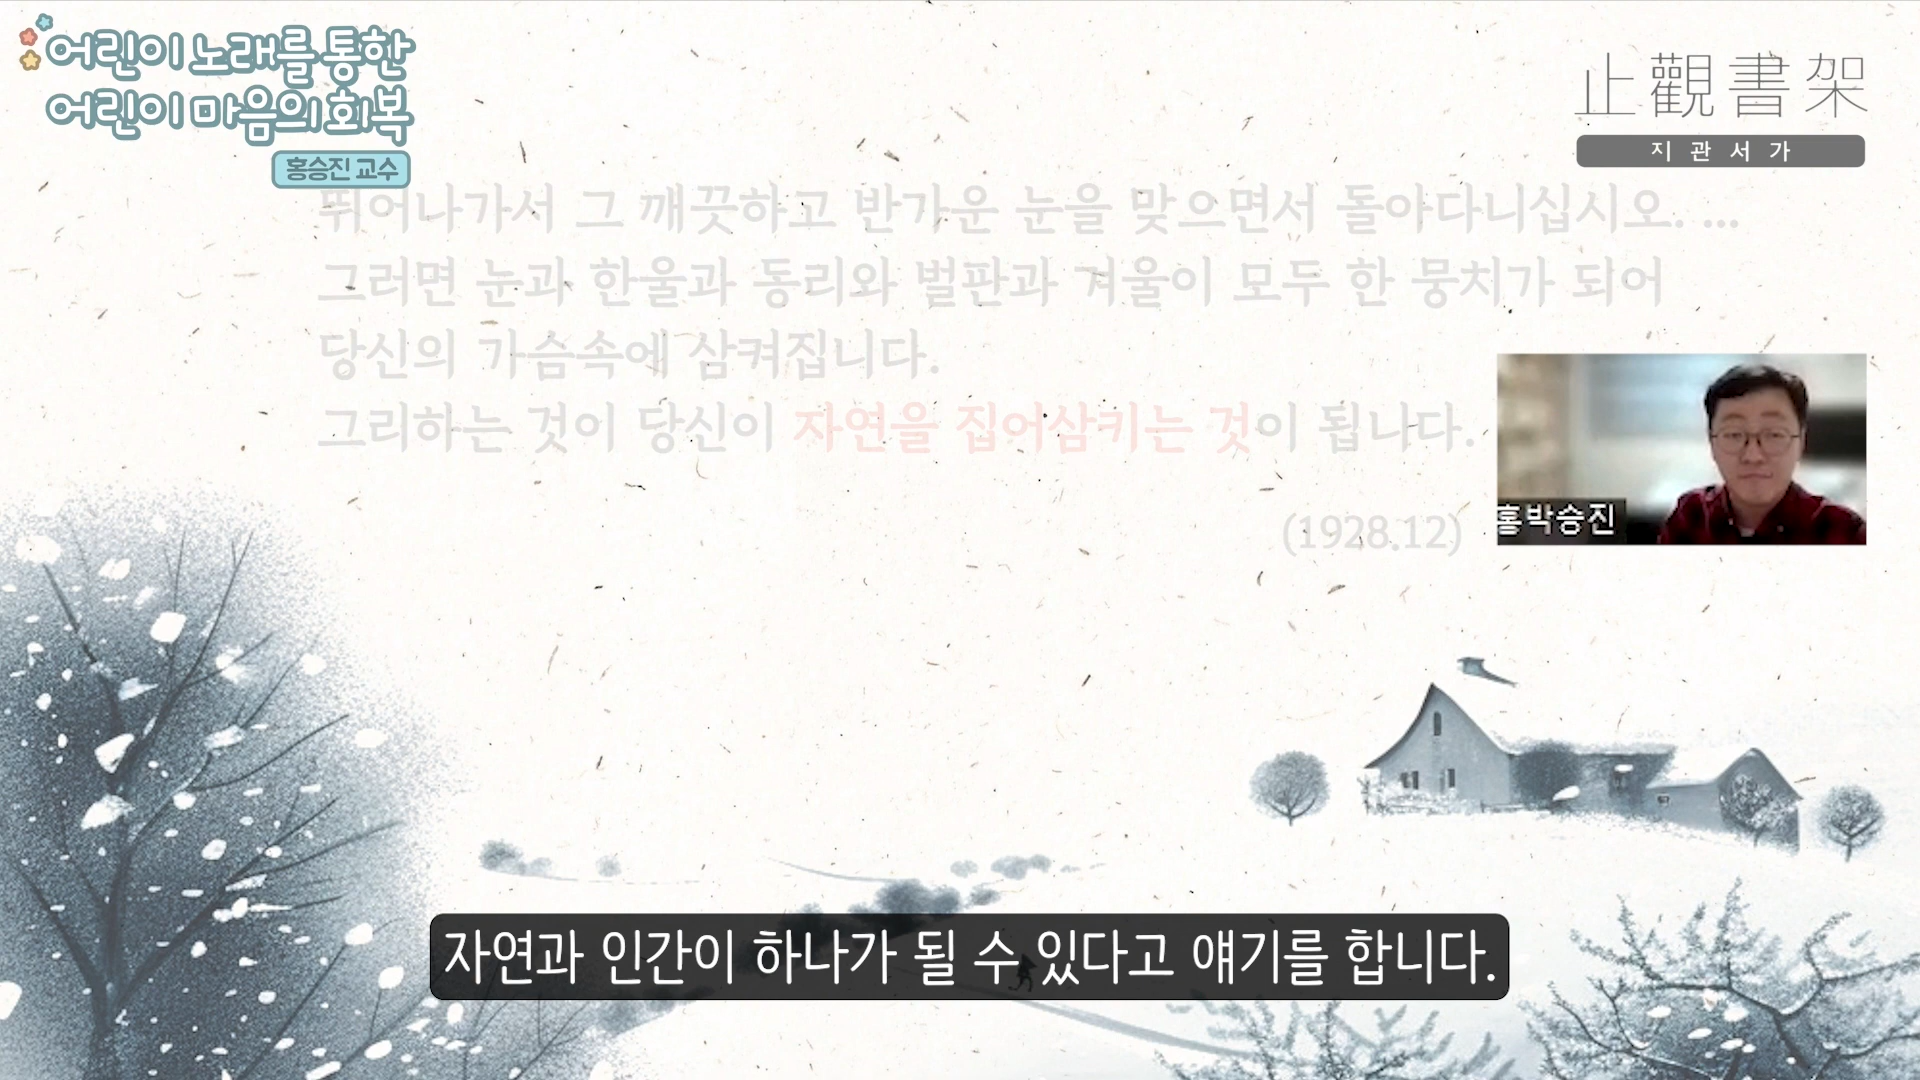 어린이 노래를 통한
어린이 마음의 회복
홍승진 교수
止觀書架
지관서가
뛰어나가서 그 깨끗하고 반가운 눈을 맞으면서 돌아다니십시오. ...
그러면 눈과 한울과 동리와 벌판과 겨울이 모두 한 뭉치가 되어
당신의 가슴속에 삼켜집니다.
그리하는 것이 당신이 자연을 집어삼키는 것이 됩니다.
(1928.12)
홍박승진
자연과 인간이 하나가 될 수 있다고 얘기를 합니다.